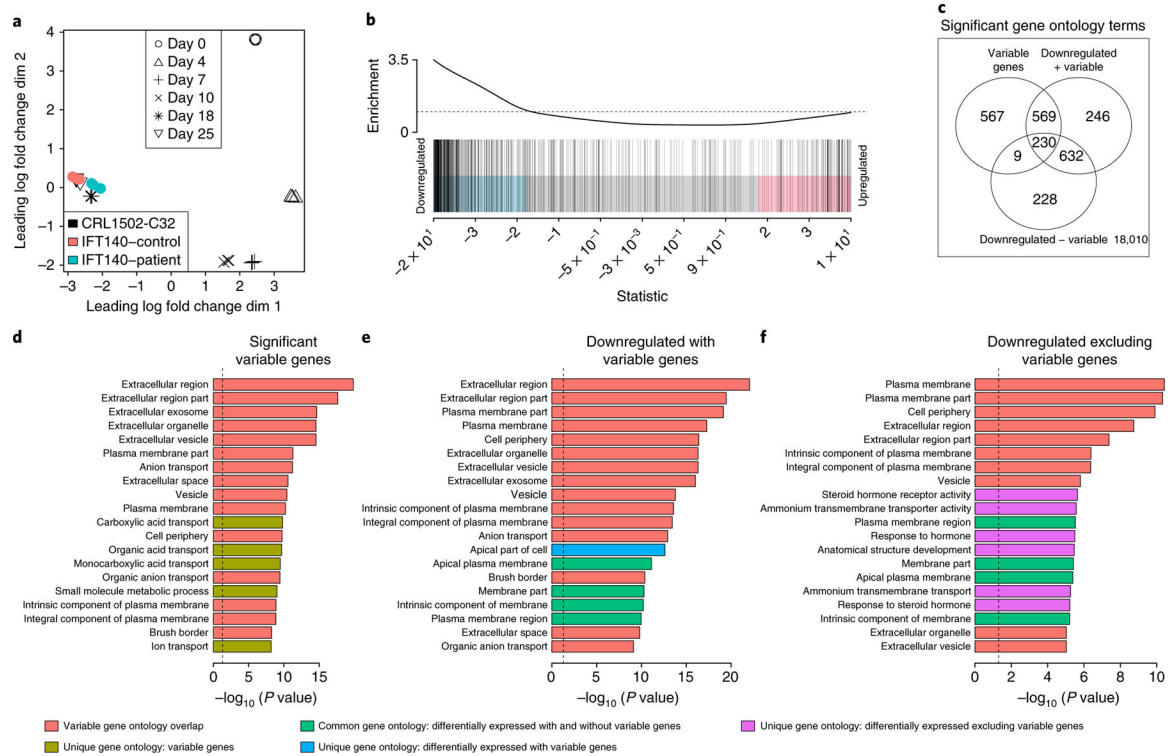 a
4
3
2
1
0
−1
−2
Leading log fold change dim 2
−3
−2
−1
0
1
2
3
Leading log fold change dim 1
Day 0
Day 4
Day 7
Day 10
Day 18
Day 25
CRL1502−C32
IFT140−control
IFT140−patient
b
3.5
0
Enrichment
Downregulated
Upregulated
−2 × 10¹
−3
−2
−1
−5 × 10⁻¹
−3 × 10⁻³
5 × 10⁻¹
9 × 10⁻¹
2
3
1 × 10¹
Statistic
c
Significant gene ontology terms
Variable
genes
Downregulated
+ variable
567
569
246
230
9
632
228
Downregulated − variable 18,010
d
Significant
variable genes
Extracellular region
Extracellular region part
Extracellular exosome
Extracellular organelle
Extracellular vesicle
Plasma membrane part
Anion transport
Extracellular space
Vesicle
Plasma membrane
Carboxylic acid transport
Cell periphery
Organic acid transport
Monocarboxylic acid transport
Organic anion transport
Small molecule metabolic process
Intrinsic component of plasma membrane
Integral component of plasma membrane
Brush border
Ion transport
0
5
10
15
−log₁₀ (P value)
e
Downregulated with
variable genes
Extracellular region
Extracellular region part
Plasma membrane part
Plasma membrane
Cell periphery
Extracellular organelle
Extracellular vesicle
Extracellular exosome
Vesicle
Intrinsic component of plasma membrane
Integral component of plasma membrane
Anion transport
Apical part of cell
Apical plasma membrane
Brush border
Membrane part
Intrinsic component of membrane
Plasma membrane region
Extracellular space
Organic anion transport
0
5
10
15
20
−log₁₀ (P value)
f
Downregulated excluding
variable genes
Plasma membrane
Plasma membrane part
Cell periphery
Extracellular region
Extracellular region part
Intrinsic component of plasma membrane
Integral component of plasma membrane
Vesicle
Steroid hormone receptor activity
Ammonium transmembrane transporter activity
Plasma membrane region
Response to hormone
Anatomical structure development
Membrane part
Apical plasma membrane
Ammonium transmembrane transport
Response to steroid hormone
Intrinsic component of membrane
Extracellular organelle
Extracellular vesicle
0
2
4
6
8
10
−log₁₀ (P value)
Variable gene ontology overlap
Unique gene ontology: variable genes
Common gene ontology: differentially expressed with and without variable genes
Unique gene ontology: differentially expressed with variable genes
Unique gene ontology: differentially expressed excluding variable genes